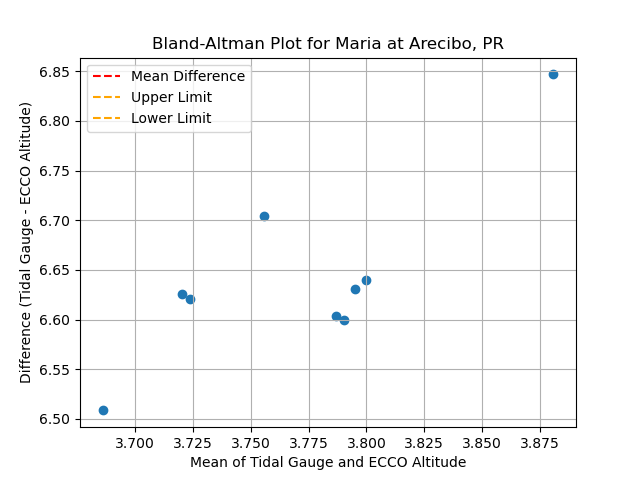 Bland-Altman Plot for Maria at Arecibo, PR
Mean Difference
Upper Limit
Lower Limit
Difference (Tidal Gauge - ECCO Altitude)
6.85
6.80
6.75
6.70
6.65
6.60
6.55
6.50
3.700 3.725 3.750 3.775 3.800 3.825 3.850 3.875
Mean of Tidal Gauge and ECCO Altitude